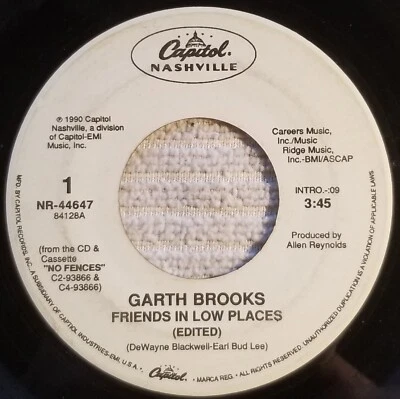 Capitol
NASHVILLE
℗ 1990 Capitol
Nashville, a division
of Capitol-EMI
Music, Inc.
Careers Music,
Inc./Music
Ridge Music,
Inc.-BMI/ASCAP
1
NR-44647
84128A
INTRO.-:09
3:45
(from the CD &
Cassette
"NO FENCES"
C2-93866 &
C4-93866)
Produced by
Allen Reynolds
GARTH BROOKS
FRIENDS IN LOW PLACES
(EDITED)
(DeWayne Blackwell-Earl Bud Lee)
MFD. BY CAPITOL RECORDS, INC., A SUBSIDIARY OF CAPITOL INDUSTRIES-EMI, U.S.A. • Capitol • MARCA REG. • ALL RIGHTS RESERVED. UNAUTHORIZED DUPLICATION IS A VIOLATION OF APPLICABLE LAWS